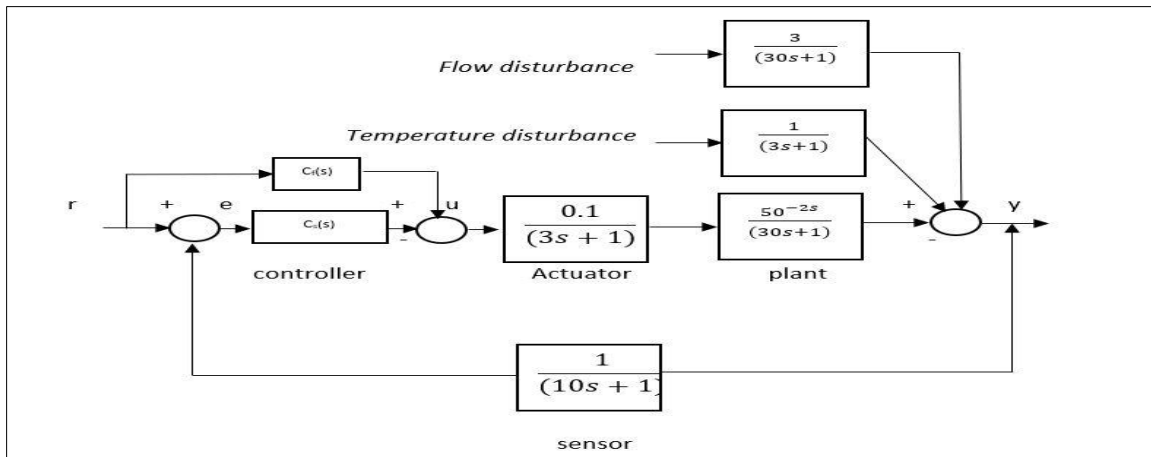 3
(30s+1)
Flow disturbance
1
(3s+1)
Temperature disturbance
Cf(s)
r + e + u
0.1
(3s + 1)
50⁻²ˢ
(30s+1)
+ y
- -
controller Actuator plant
1
(10s + 1)
sensor